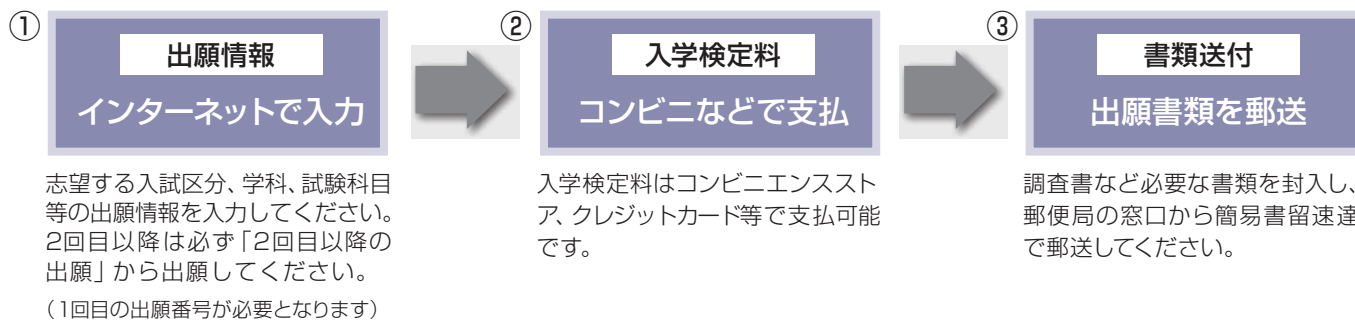 ①
出願情報
インターネットで入力
志望する入試区分、学科、試験科目
等の出願情報を入力してください。
2回目以降は必ず「2回目以降の
出願」から出願してください。
（1回目の出願番号が必要となります）
②
入学検定料
コンビニなどで支払
入学検定料はコンビニエンススト
ア、クレジットカード等で支払可能
です。
③
書類送付
出願書類を郵送
調査書など必要な書類を封入し、
郵便局の窓口から簡易書留速達
で郵送してください。